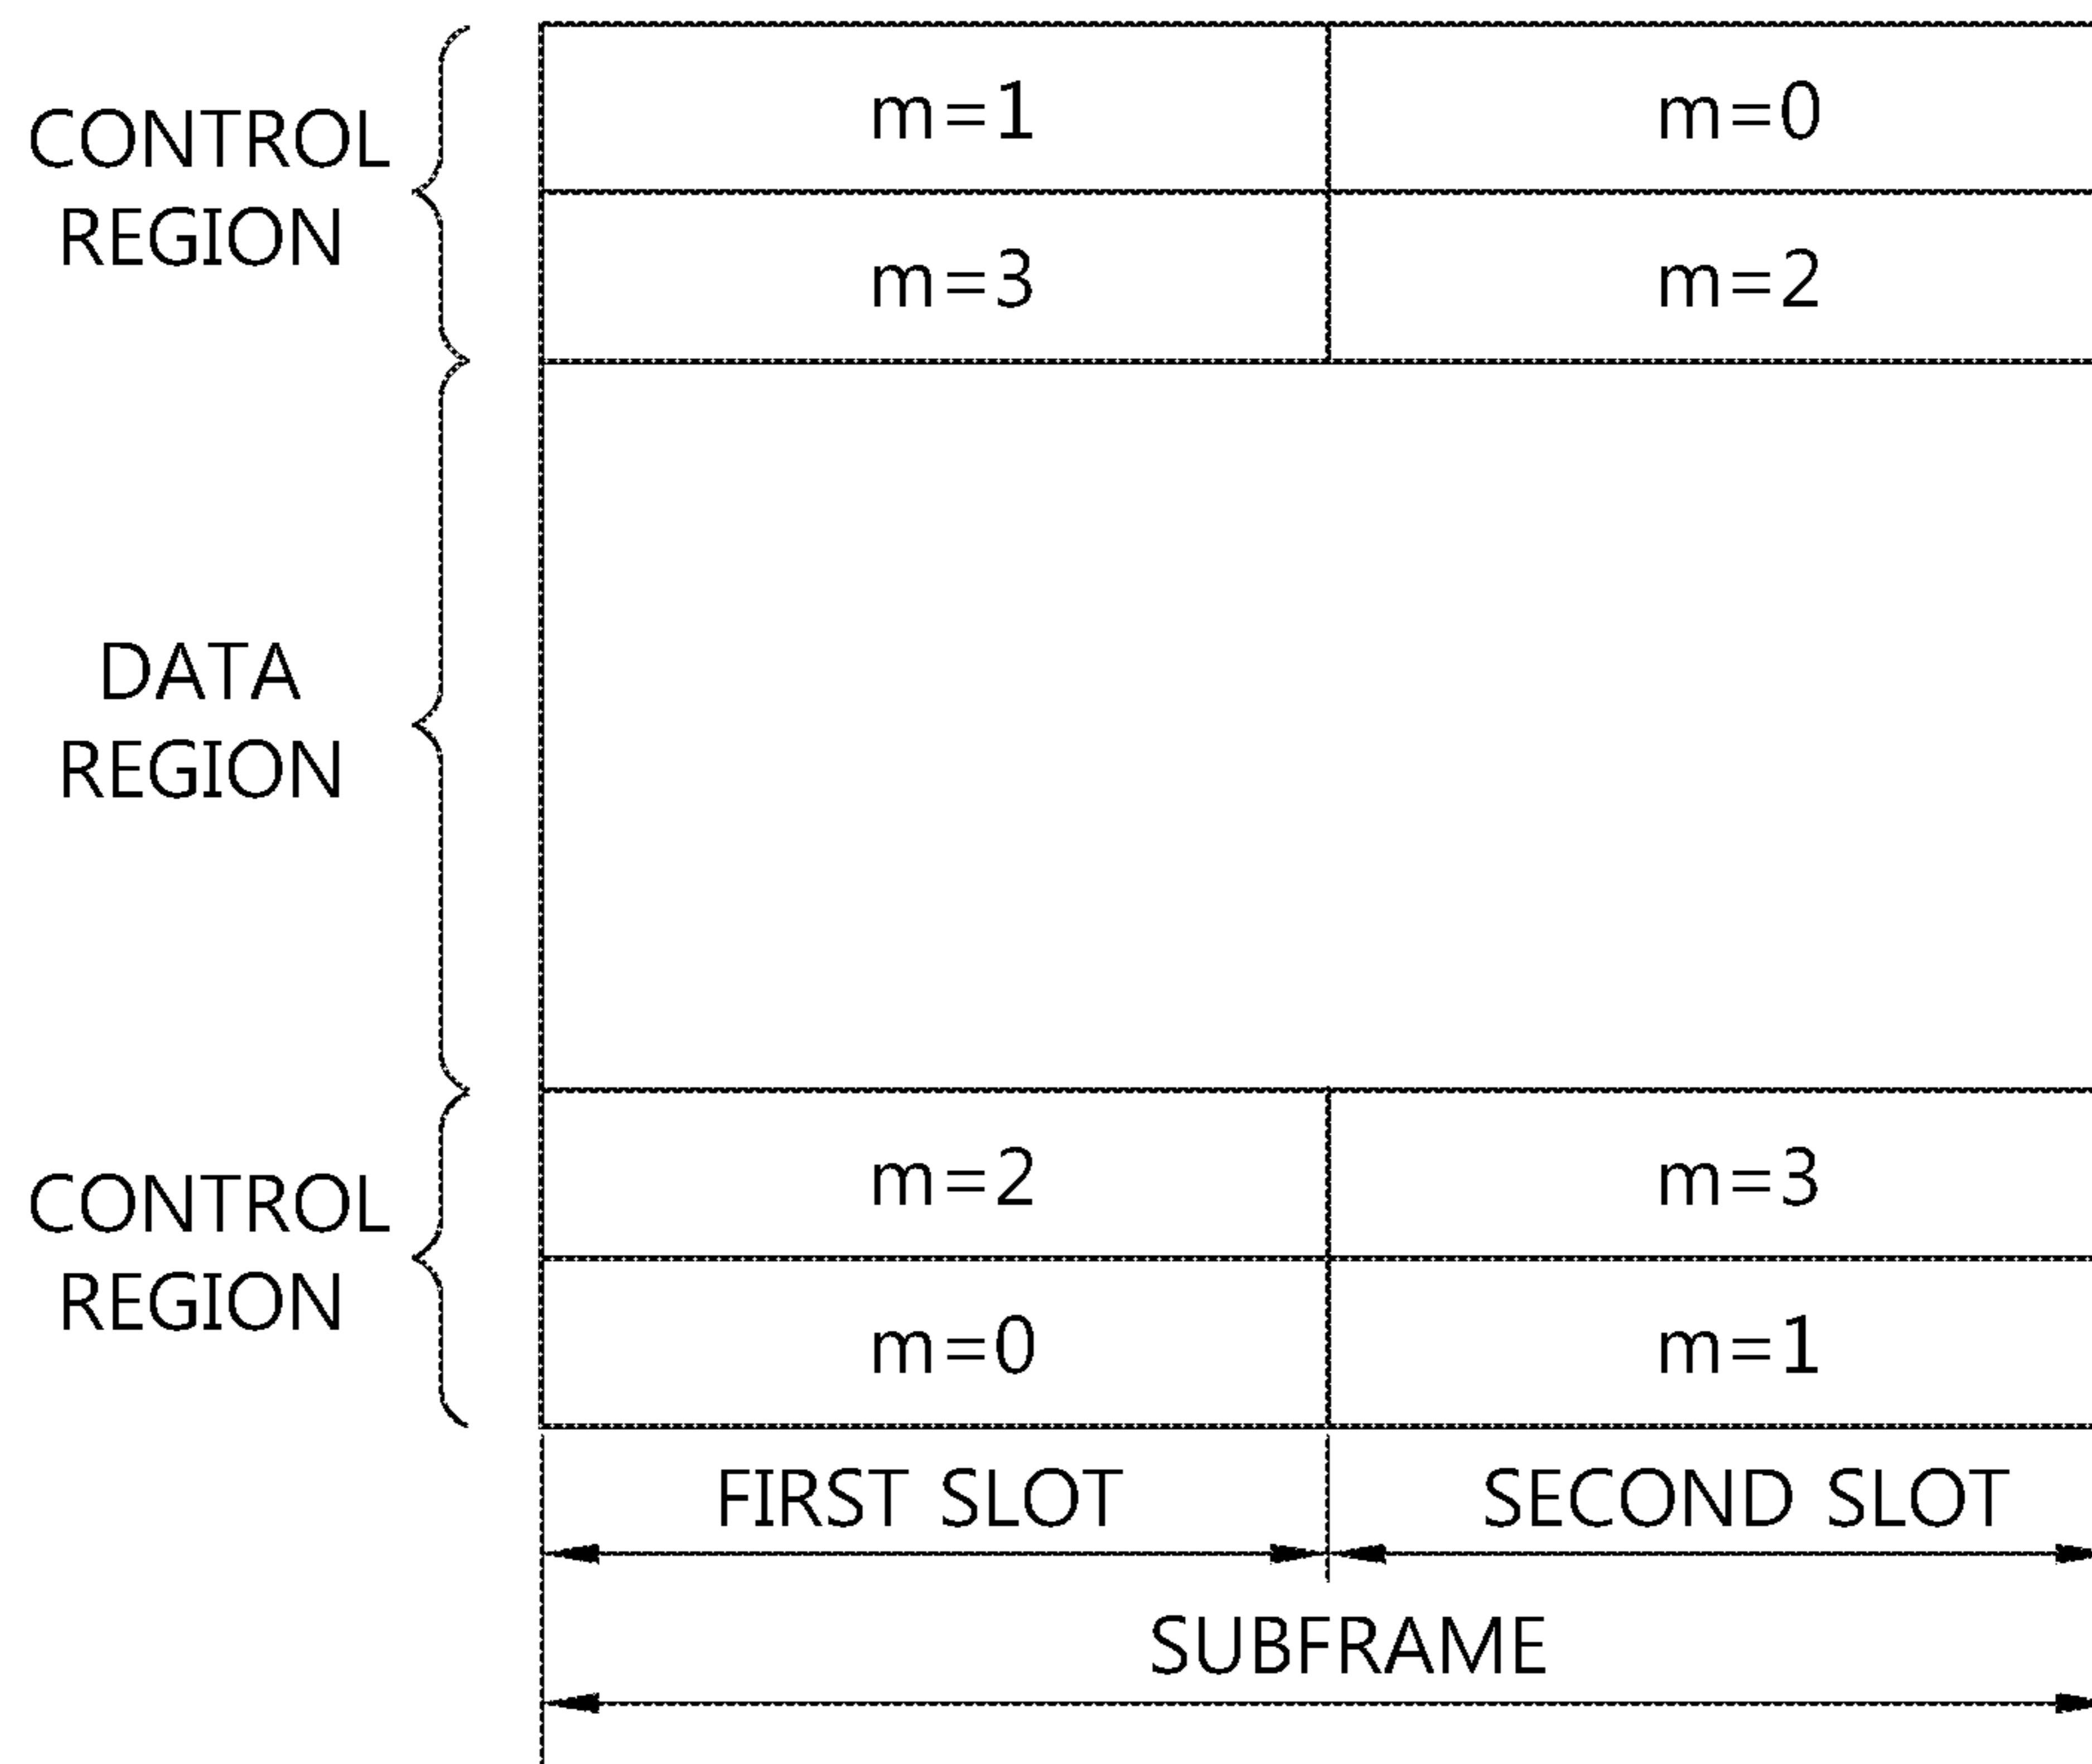 CONTROL
REGION
m=1
m=0
m=3
m=2
DATA
REGION
CONTROL
REGION
m=2
m=3
m=0
m=1
FIRST SLOT
SECOND SLOT
SUBFRAME